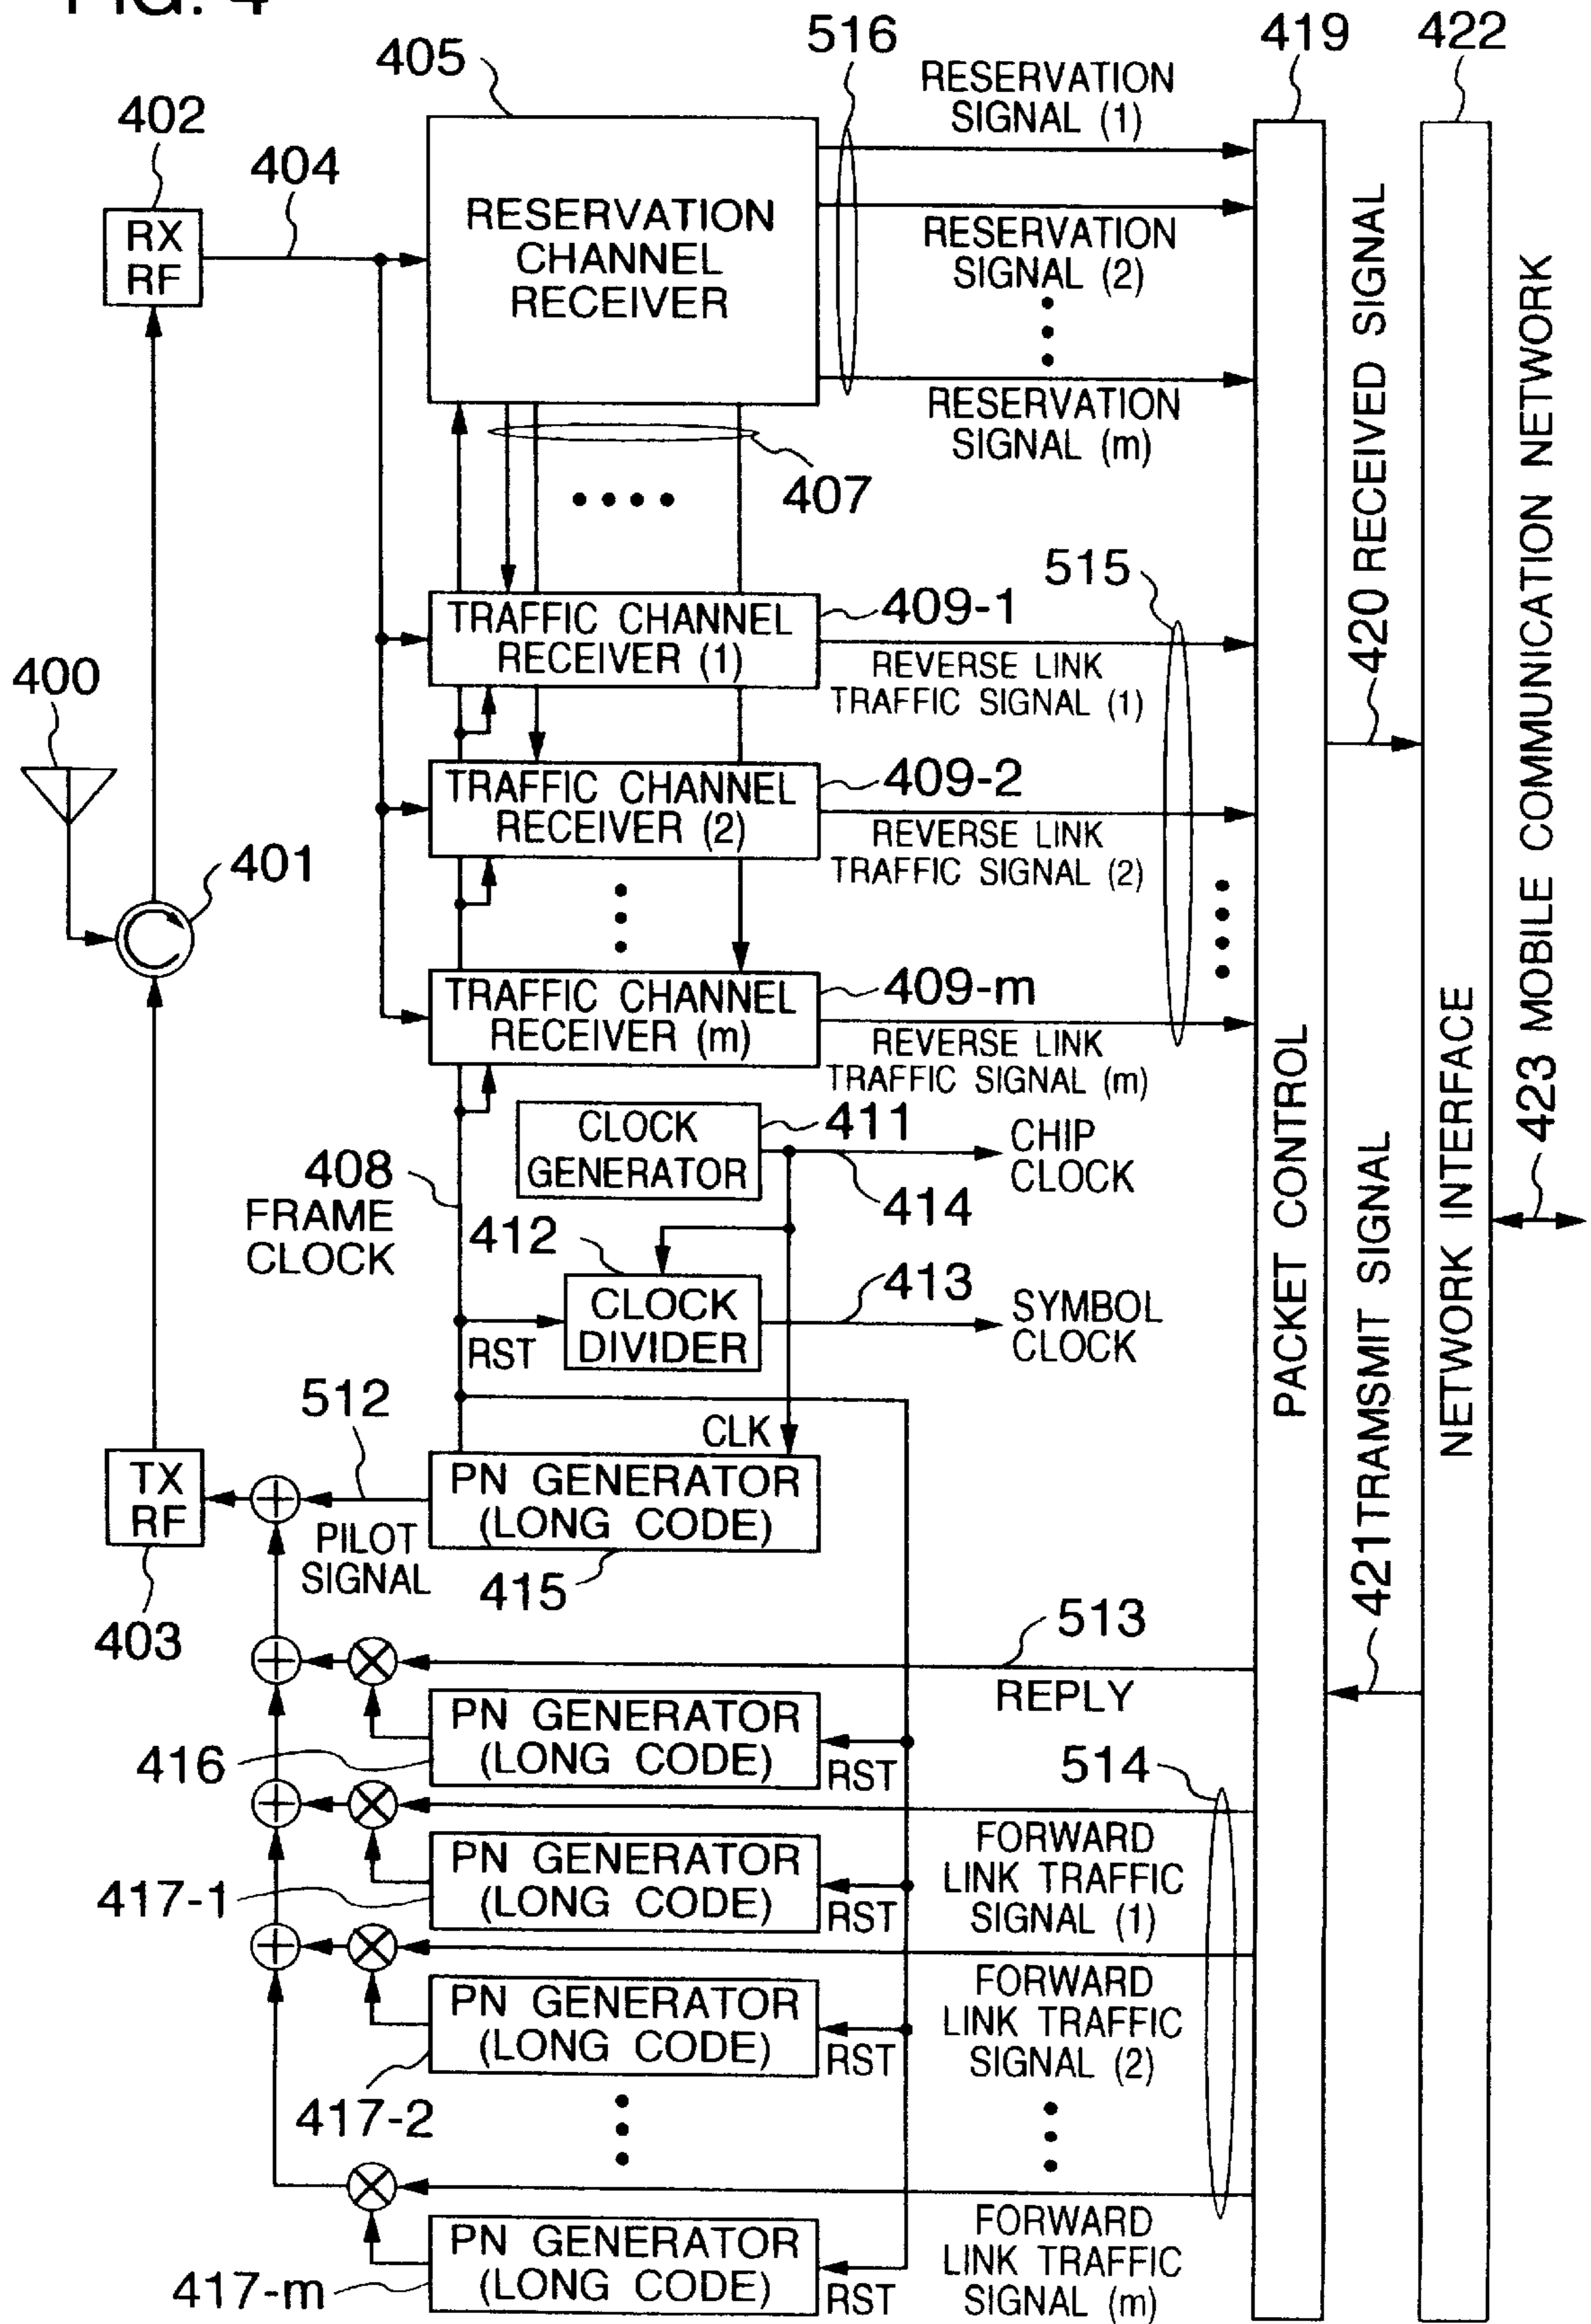 FIG. 4
405
516
419
422
402
404
RESERVATION
SIGNAL (1)
RX
RF
RESERVATION
CHANNEL
RECEIVER
RESERVATION
SIGNAL (2)
RESERVATION
SIGNAL (m)
407
420 RECEIVED SIGNAL
423 MOBILE COMMUNICATION NETWORK
515
400
TRAFFIC CHANNEL
RECEIVER (1)
409-1
REVERSE LINK
TRAFFIC SIGNAL (1)
401
TRAFFIC CHANNEL
RECEIVER (2)
409-2
REVERSE LINK
TRAFFIC SIGNAL (2)
TRAFFIC CHANNEL
RECEIVER (m)
409-m
REVERSE LINK
TRAFFIC SIGNAL (m)
PACKET CONTROL
NETWORK INTERFACE
CLOCK
GENERATOR
411
CHIP
CLOCK
414
408
FRAME
CLOCK
412
CLOCK
DIVIDER
413
SYMBOL
CLOCK
RST
421 TRAMSMIT SIGNAL
512
CLK
TX
RF
PN GENERATOR
(LONG CODE)
PILOT
SIGNAL
415
403
513
REPLY
PN GENERATOR
(LONG CODE)
416
RST
514
PN GENERATOR
(LONG CODE)
417-1
RST
FORWARD
LINK TRAFFIC
SIGNAL (1)
PN GENERATOR
(LONG CODE)
417-2
RST
FORWARD
LINK TRAFFIC
SIGNAL (2)
PN GENERATOR
(LONG CODE)
417-m
RST
FORWARD
LINK TRAFFIC
SIGNAL (m)